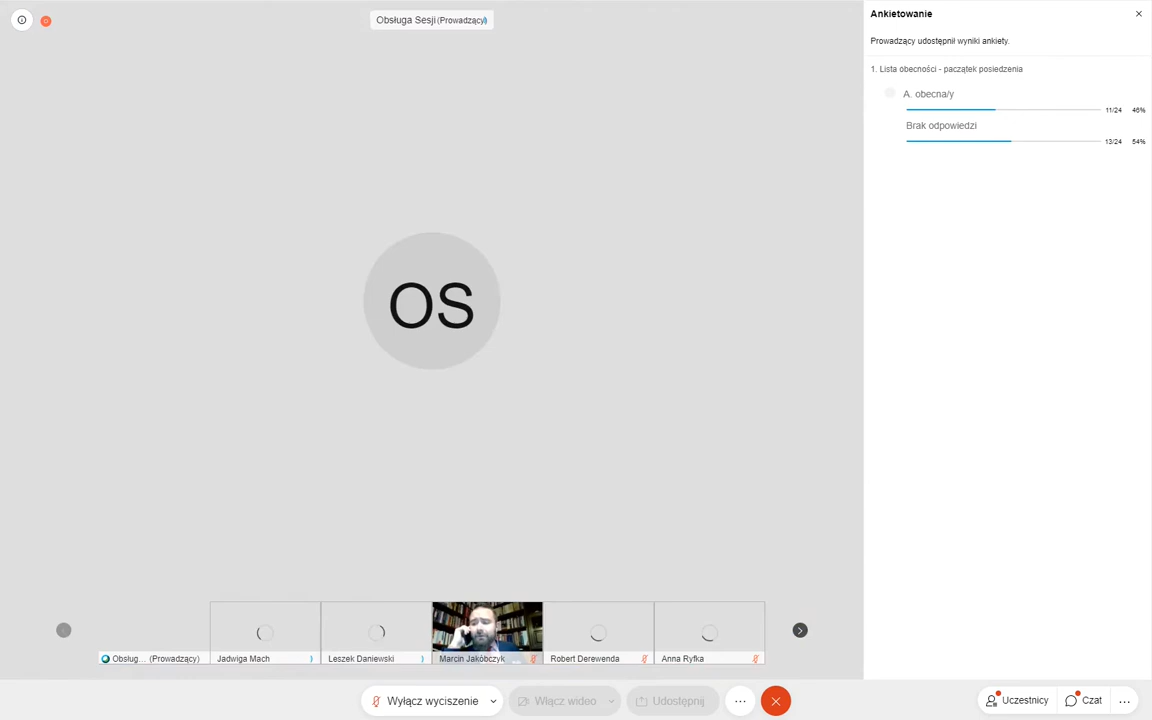 Obsługa Sesji (Prowadzący)
Ankietowanie
Prowadzący udostępnił wyniki ankiety.
1. Lista obecności - paczątek posiedzenia
A. obecna/y
11/24 46%
Brak odpowiedzi
13/24 54%
OS
Obsług... (Prowadzący)
Jadwiga Mach
Leszek Daniewski
Marcin Jakóbczyk
Robert Derewenda
Anna Ryfka
Wyłącz wyciszenie
Włącz wideo
Udostępnij
Uczestnicy
Czat